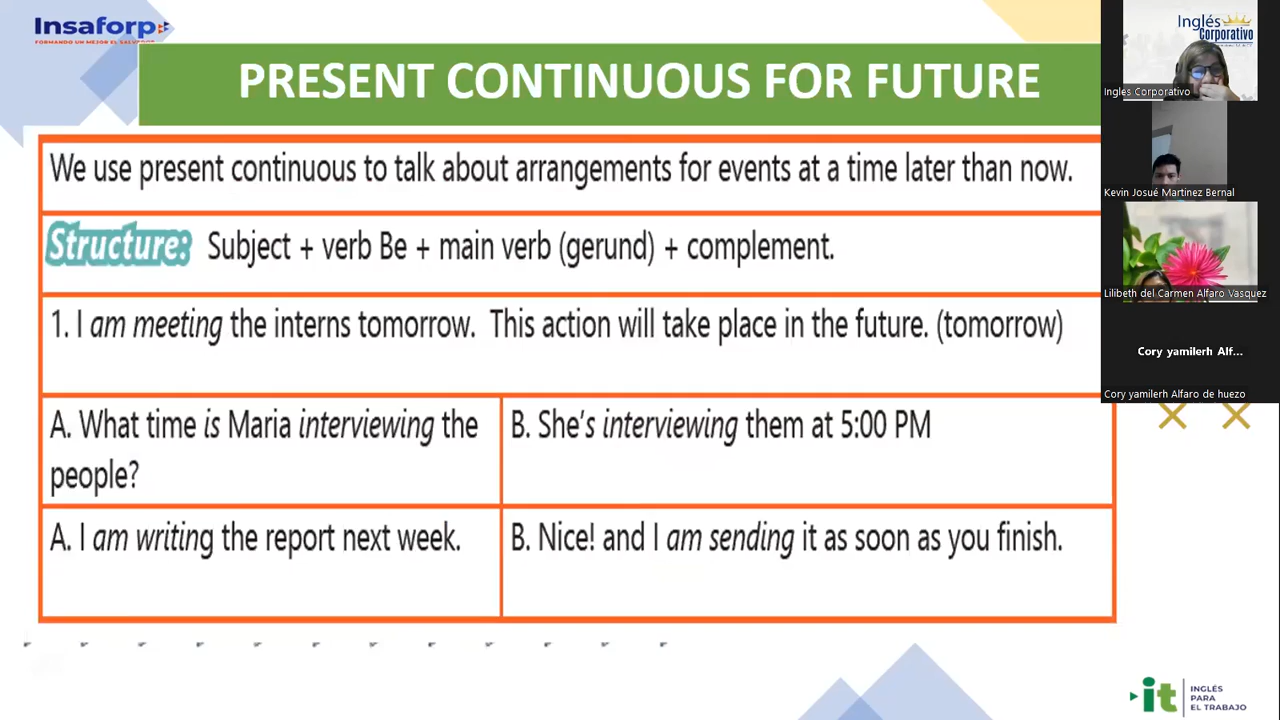 Insaforp
FORMANDO UN MEJOR EL SALVADOR
PRESENT CONTINUOUS FOR FUTURE
We use present continuous to talk about arrangements for events at a time later than now.
Structure: Subject + verb Be + main verb (gerund) + complement.
1. I am meeting the interns tomorrow. This action will take place in the future. (tomorrow)
A. What time is Maria interviewing the
people?
B. She's interviewing them at 5:00 PM
A. I am writing the report next week.
B. Nice! and I am sending it as soon as you finish.
Inglés
Corporativo
Ingles Corporativo
Kevin Josué Martinez Bernal
Lilibeth del Carmen Alfaro Vasquez
Cory yamilerh Alf...
Cory yamilerh Alfaro de huezo
it
INGLÉS
PARA
EL TRABAJO